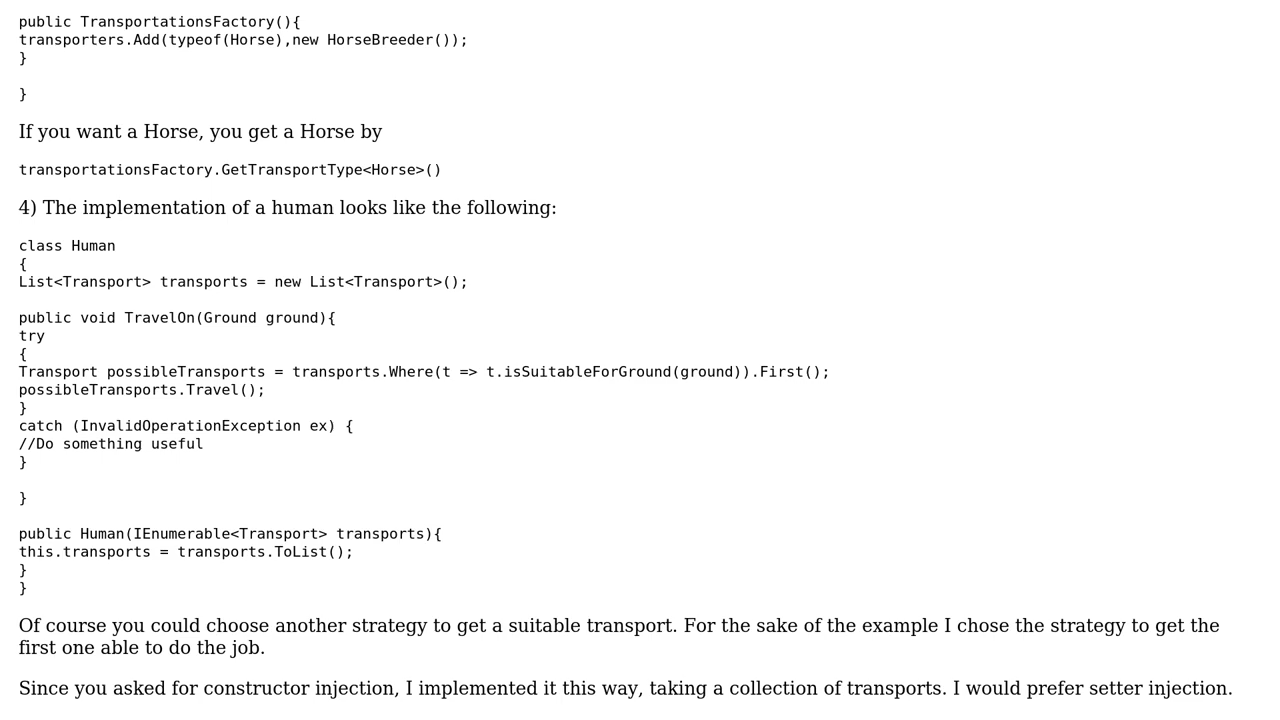 public TransportationsFactory(){
transporters.Add(typeof(Horse),new HorseBreeder());
}
}
If you want a Horse, you get a Horse by
transportationsFactory.GetTransportType<Horse>()
4) The implementation of a human looks like the following:
class Human
{
List<Transport> transports = new List<Transport>();
public void TravelOn(Ground ground){
try
{
Transport possibleTransports = transports.Where(t => t.isSuitableForGround(ground)).First();
possibleTransports.Travel();
}
catch (InvalidOperationException ex) {
//Do something useful
}
}
public Human(IEnumerable<Transport> transports){
this.transports = transports.ToList();
}
}
Of course you could choose another strategy to get a suitable transport. For the sake of the example I chose the strategy to get the
first one able to do the job.
Since you asked for constructor injection, I implemented it this way, taking a collection of transports. I would prefer setter injection.